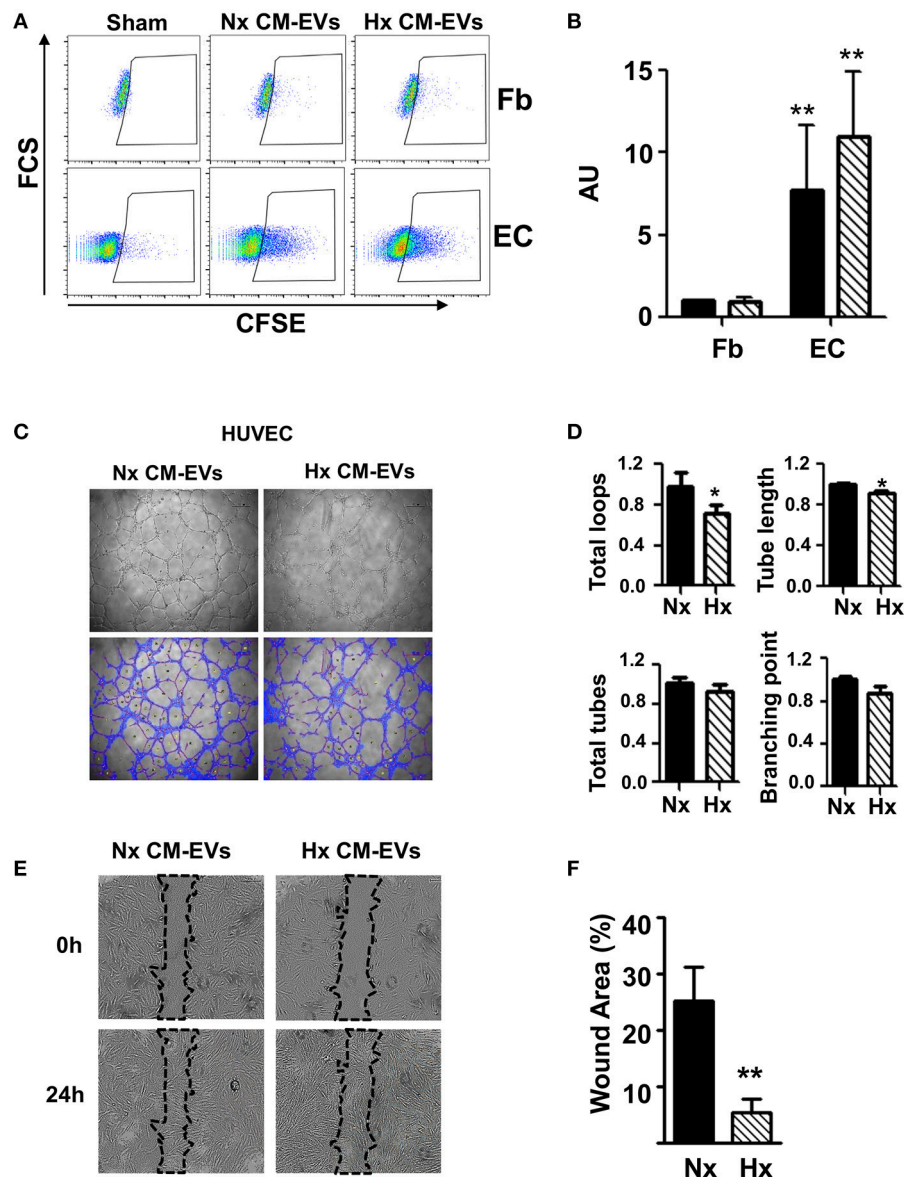 A
Sham
Nx CM-EVs
Hx CM-EVs
Fb
EC
FCS
CFSE
B
**
**
15
10
5
0
AU
Fb
EC
C
HUVEC
Nx CM-EVs
Hx CM-EVs
D
1.2
0.8
0.4
0.0
Total loops
*
Nx
Hx
1.2
0.8
0.4
0.0
Tube length
*
Nx
Hx
1.2
0.8
0.4
0.0
Total tubes
Nx
Hx
1.2
0.8
0.4
0.0
Branching point
Nx
Hx
E
Nx CM-EVs
Hx CM-EVs
0h
24h
F
40
30
20
10
Wound Area (%)
**
Nx
Hx